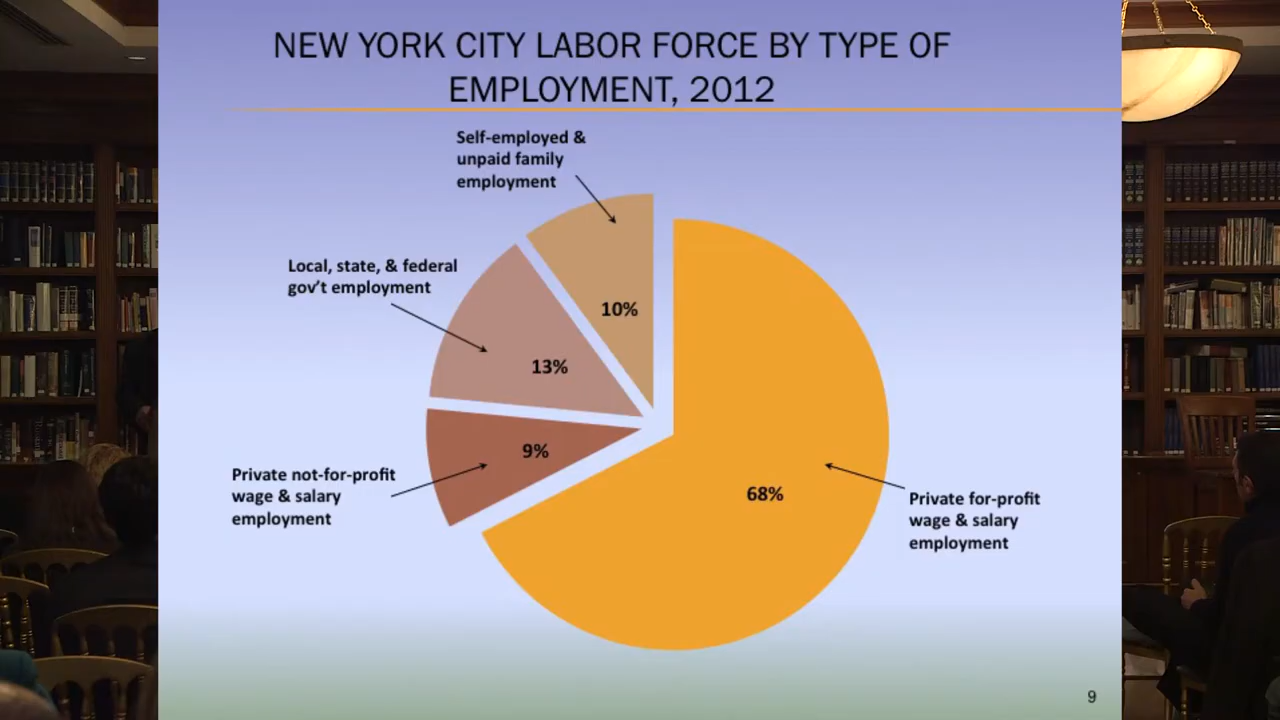 NEW YORK CITY LABOR FORCE BY TYPE OF
EMPLOYMENT, 2012
Self-employed &
unpaid family
employment
Local, state, & federal
gov't employment
10%
13%
9%
Private not-for-profit
wage & salary
employment
68%
Private for-profit
wage & salary
employment
9